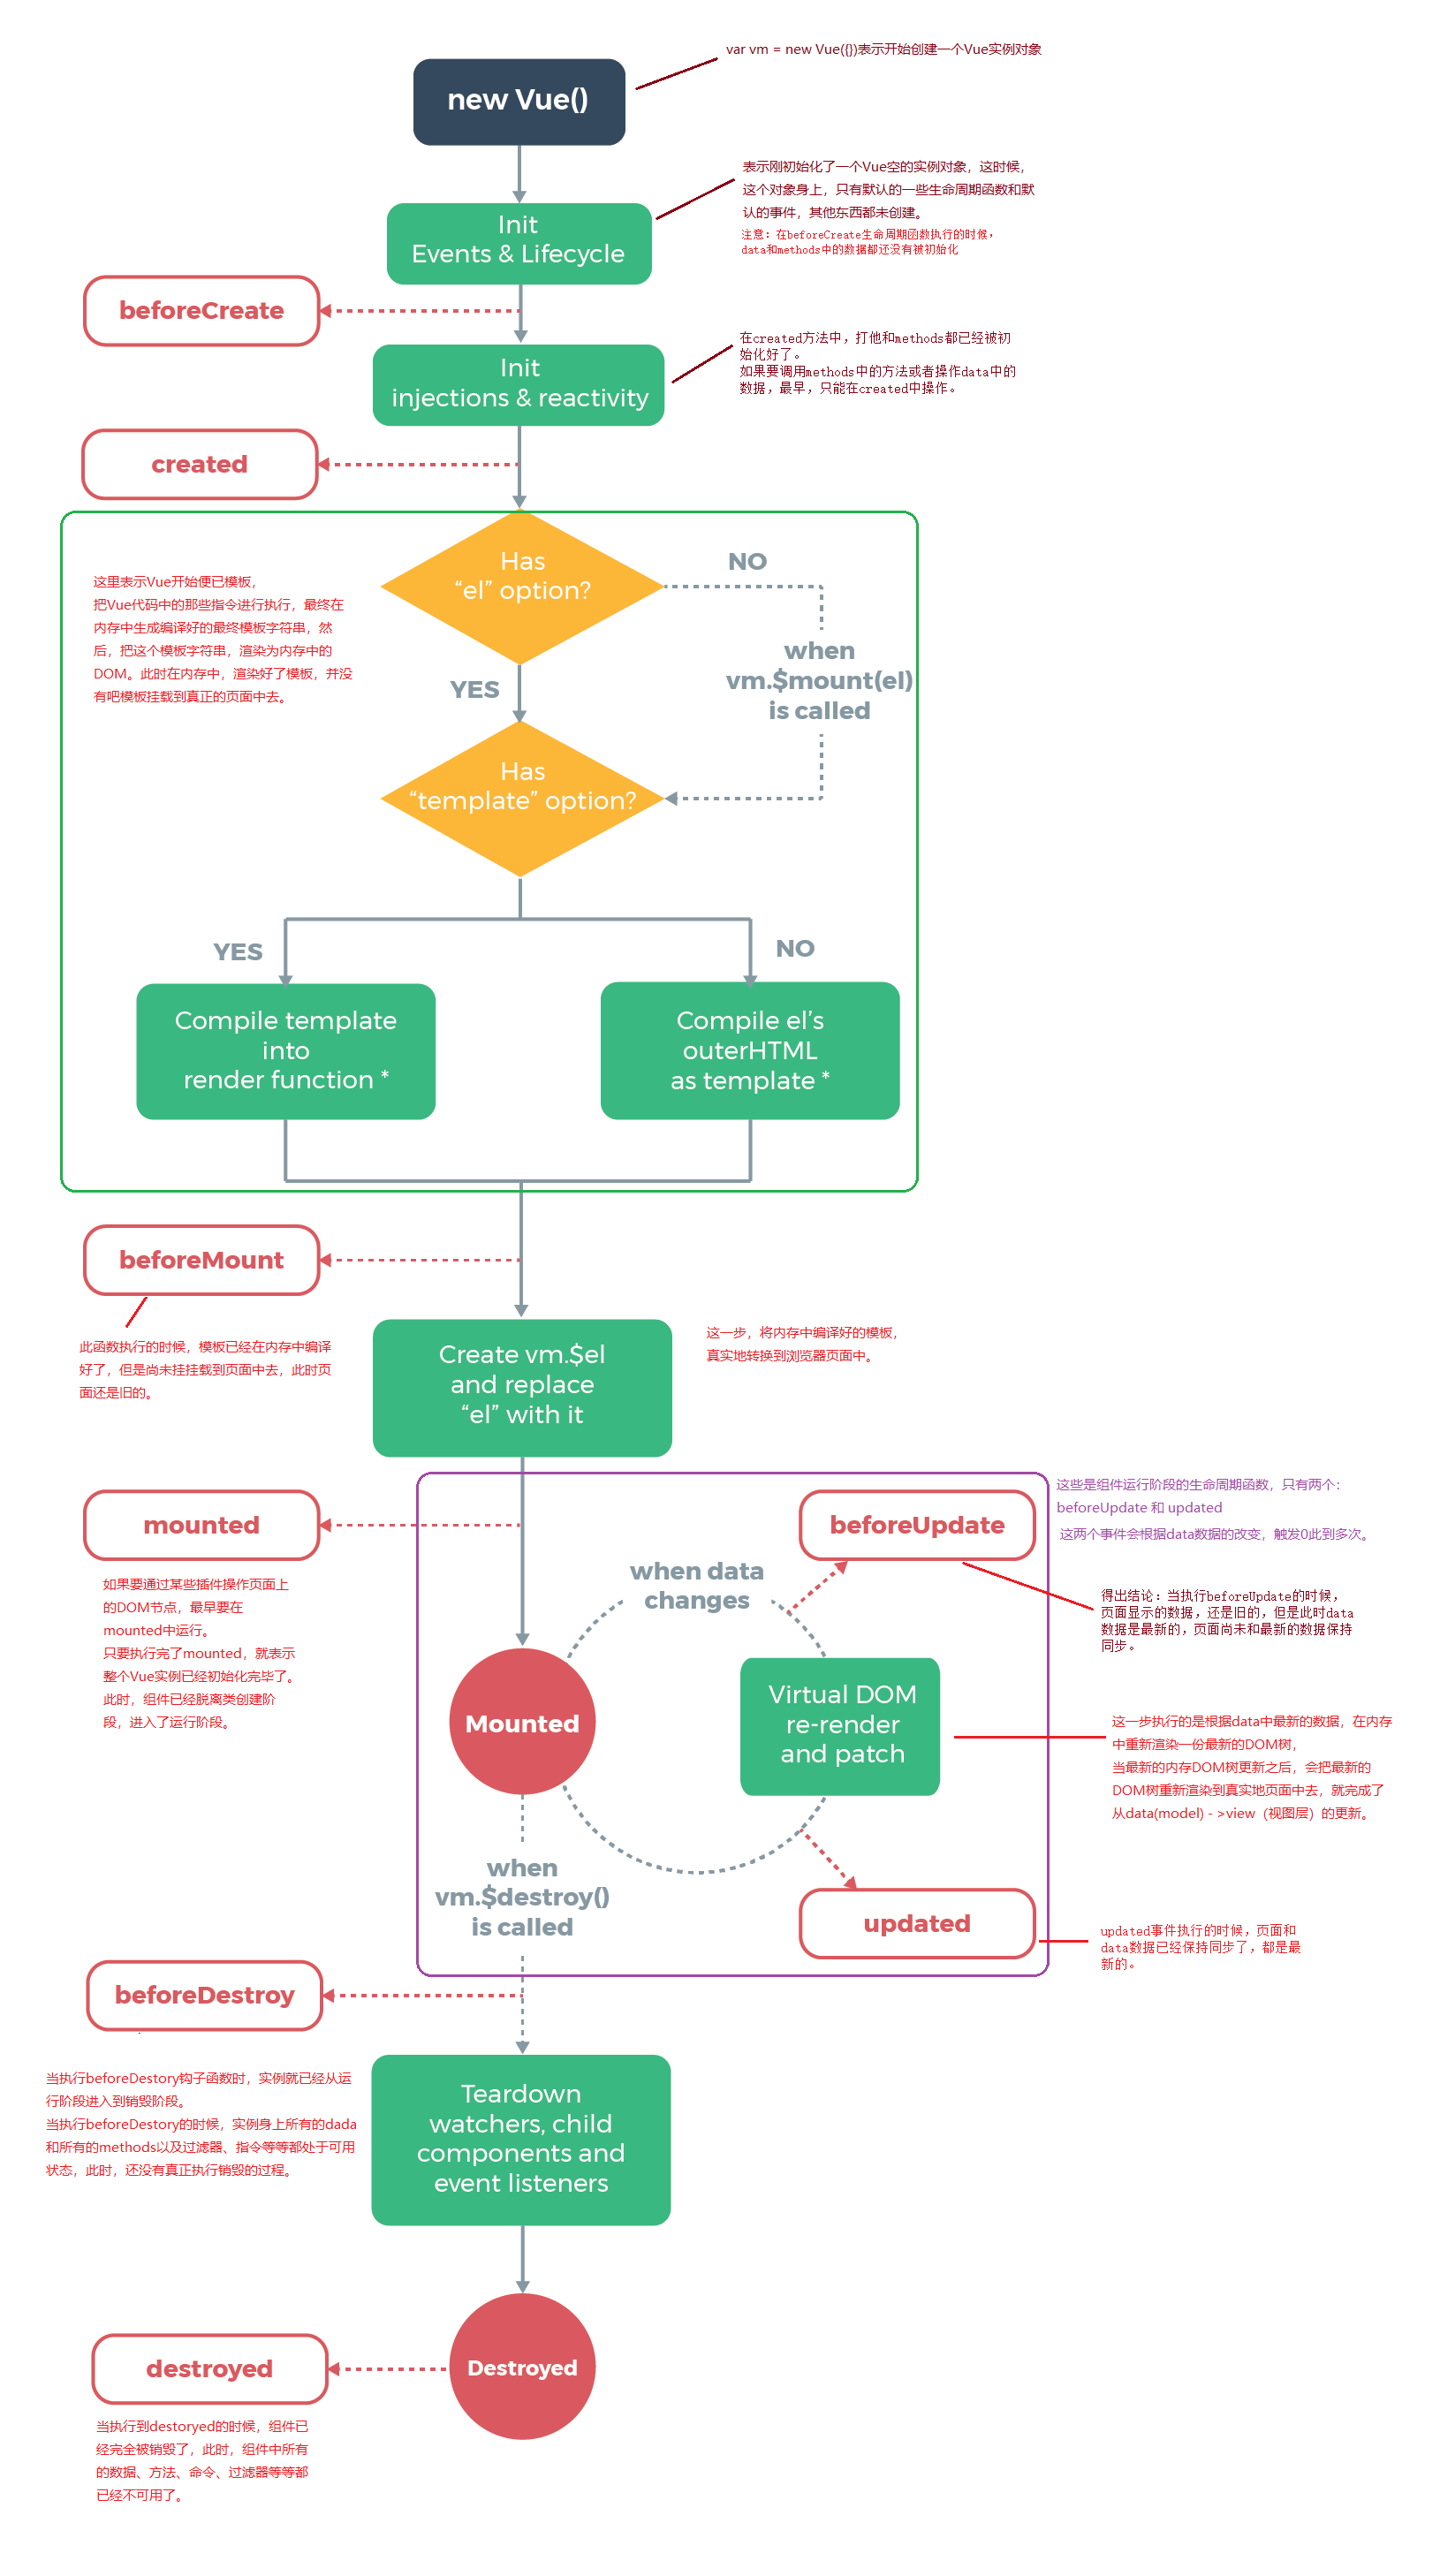 var vm = new Vue({})表示开始创建一个Vue实例对象
new Vue()
表示刚初始化了一个Vue空的实例对象，这时候，
这个对象身上，只有默认的一些生命周期函数和默
认的事件，其他东西都未创建。
注意：在beforeCreate生命周期函数执行的时候，
data和methods中的数据都还没有被初始化
Init
Events & Lifecycle
beforeCreate
在created方法中，打他和methods都已经被初
始化好了。
如果要调用methods中的方法或者操作data中的
数据，最早，只能在created中操作。
Init
injections & reactivity
created
Has
“el” option?
NO
这里表示Vue开始便已模板，
把Vue代码中的那些指令进行执行，最终在
内存中生成编译好的最终模板字符串，然
后，把这个模板字符串，渲染为内存中的
DOM。此时在内存中，渲染好了模板，并没
有吧模板挂载到真正的页面中去。
when
vm.$mount(el)
is called
YES
Has
“template” option?
YES
NO
Compile template
into
render function *
Compile el’s
outerHTML
as template *
beforeMount
此函数执行的时候，模板已经在内存中编译
好了，但是尚未挂挂载到页面中去，此时页
面还是旧的。
Create vm.$el
and replace
“el” with it
这一步，将内存中编译好的模板，
真实地转换到浏览器页面中。
mounted
如果要通过某些插件操作页面上
的DOM节点，最早要在
mounted中运行。
只要执行完了mounted，就表示
整个Vue实例已经初始化完毕了。
此时，组件已经脱离类创建阶
段，进入了运行阶段。
beforeUpdate
这些是组件运行阶段的生命周期函数，只有两个：
beforeUpdate 和 updated
这两个事件会根据data数据的改变，触发0此到多次。
when data
changes
得出结论：当执行beforeUpdate的时候，
页面显示的数据，还是旧的，但是此时data
数据是最新的，页面尚未和最新的数据保持
同步。
Mounted
Virtual DOM
re-render
and patch
这一步执行的是根据data中最新的数据，在内存
中重新渲染一份最新的DOM树，
当最新的内存DOM树更新之后，会把最新的
DOM树重新渲染到真实地页面中去，就完成了
从data(model) - >view（视图层）的更新。
when
vm.$destroy()
is called
updated
updated事件执行的时候，页面和
data数据已经保持同步了，都是最
新的。
beforeDestroy
当执行beforeDestory钩子函数时，实例就已经从运
行阶段进入到销毁阶段。
当执行beforeDestory的时候，实例身上所有的dada
和所有的methods以及过滤器、指令等等都处于可用
状态，此时，还没有真正执行销毁的过程。
Teardown
watchers, child
components and
event listeners
destroyed
Destroyed
当执行到destoryed的时候，组件已
经完全被销毁了，此时，组件中所有
的数据、方法、命令、过滤器等等都
已经不可用了。